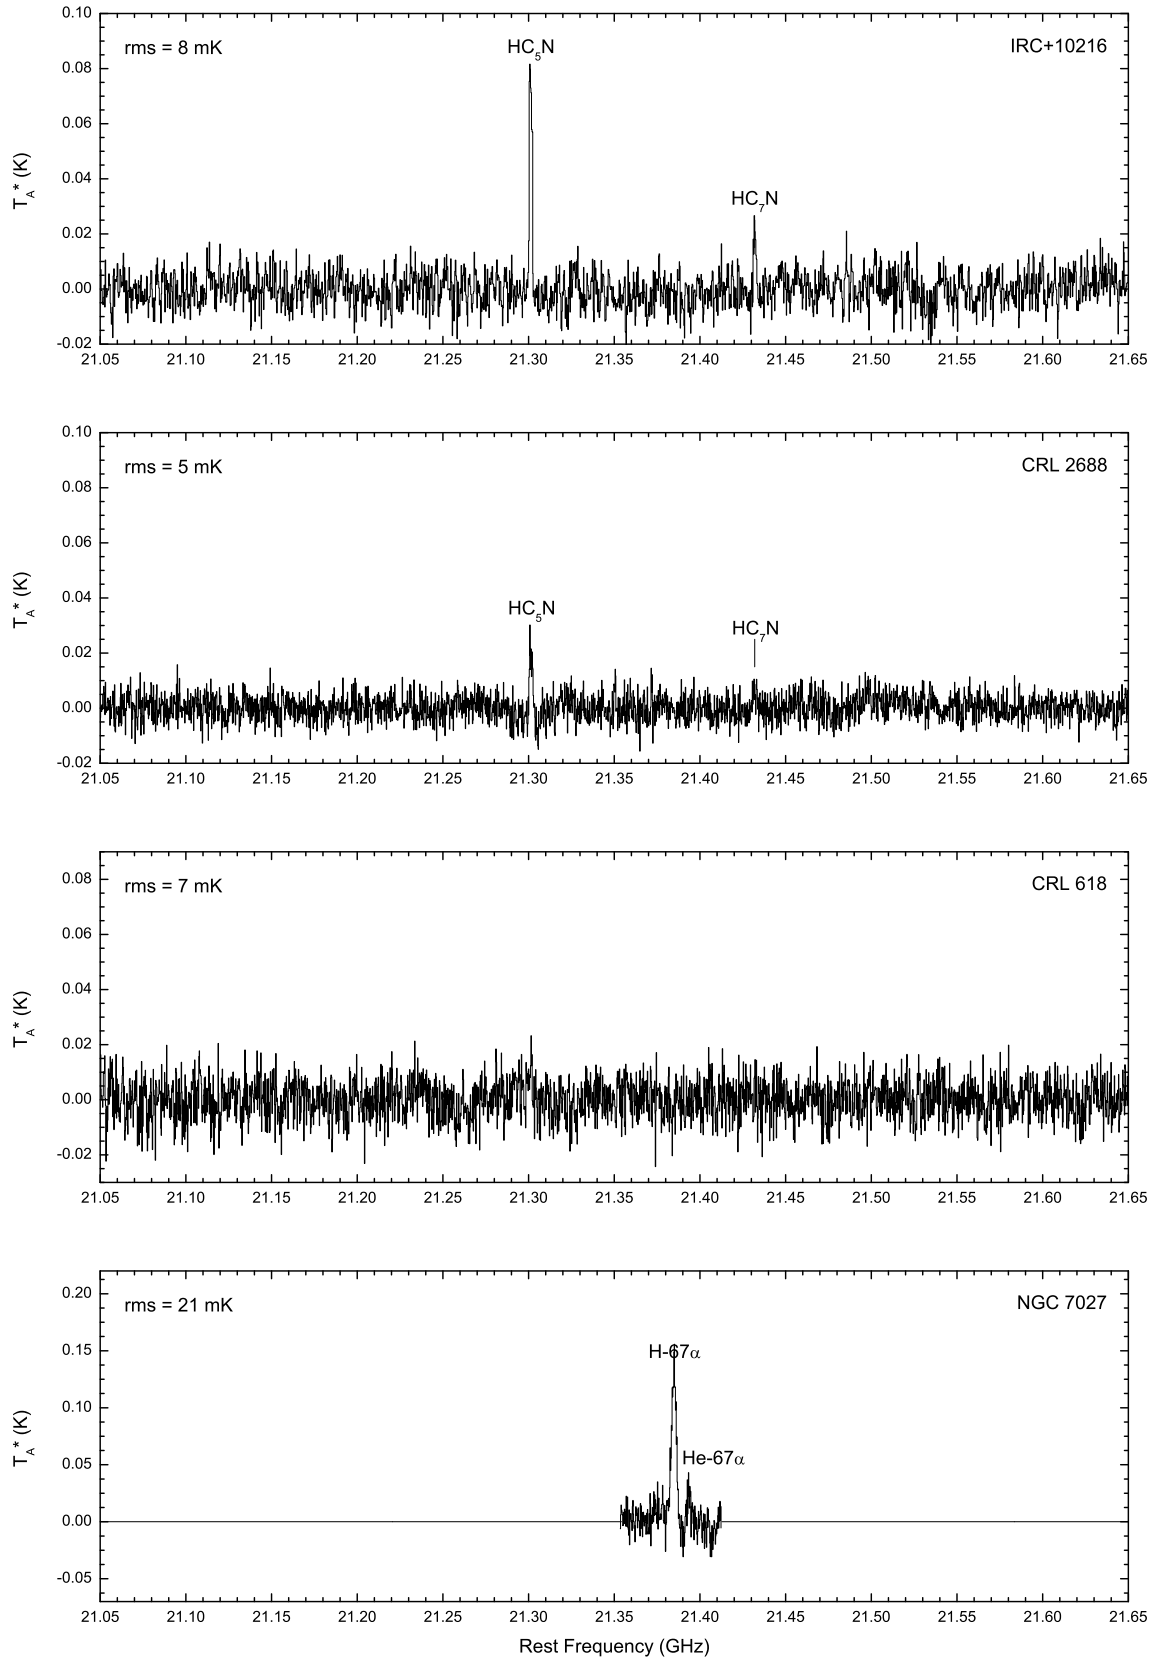 rms = 8 mK
HC5N
IRC+10216
HC7N
TA* (K)
0.10
0.08
0.06
0.04
0.02
0.00
-0.02
21.05 21.10 21.15 21.20 21.25 21.30 21.35 21.40 21.45 21.50 21.55 21.60 21.65
rms = 5 mK
CRL 2688
HC5N
HC7N
TA* (K)
0.10
0.08
0.06
0.04
0.02
0.00
-0.02
21.05 21.10 21.15 21.20 21.25 21.30 21.35 21.40 21.45 21.50 21.55 21.60 21.65
rms = 7 mK
CRL 618
TA* (K)
0.08
0.06
0.04
0.02
0.00
-0.02
21.05 21.10 21.15 21.20 21.25 21.30 21.35 21.40 21.45 21.50 21.55 21.60 21.65
rms = 21 mK
NGC 7027
H-67α
He-67α
TA* (K)
0.20
0.15
0.10
0.05
0.00
-0.05
21.05 21.10 21.15 21.20 21.25 21.30 21.35 21.40 21.45 21.50 21.55 21.60 21.65
Rest Frequency (GHz)